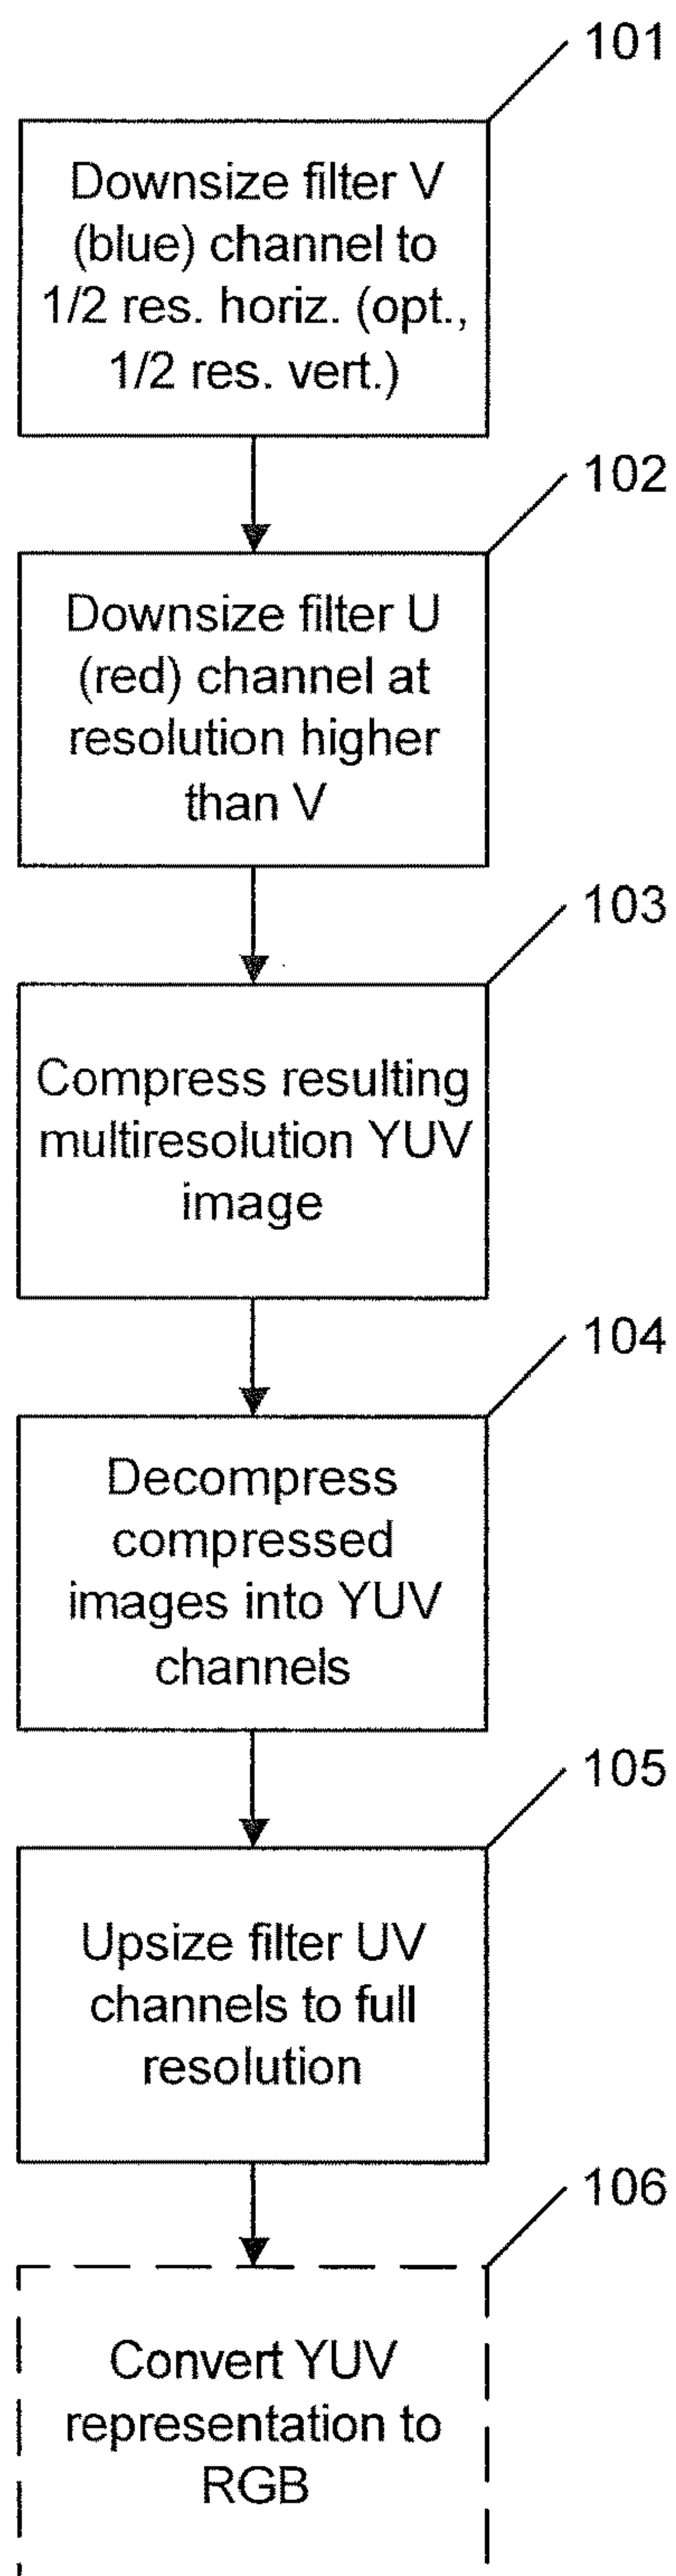 101
Downsize filter V
(blue) channel to
1/2 res. horiz. (opt.,
1/2 res. vert.)
102
Downsize filter U
(red) channel at
resolution higher
than V
103
Compress resulting
multiresolution YUV
image
104
Decompress
compressed
images into YUV
channels
105
Upsize filter UV
channels to full
resolution
106
Convert YUV
representation to
RGB